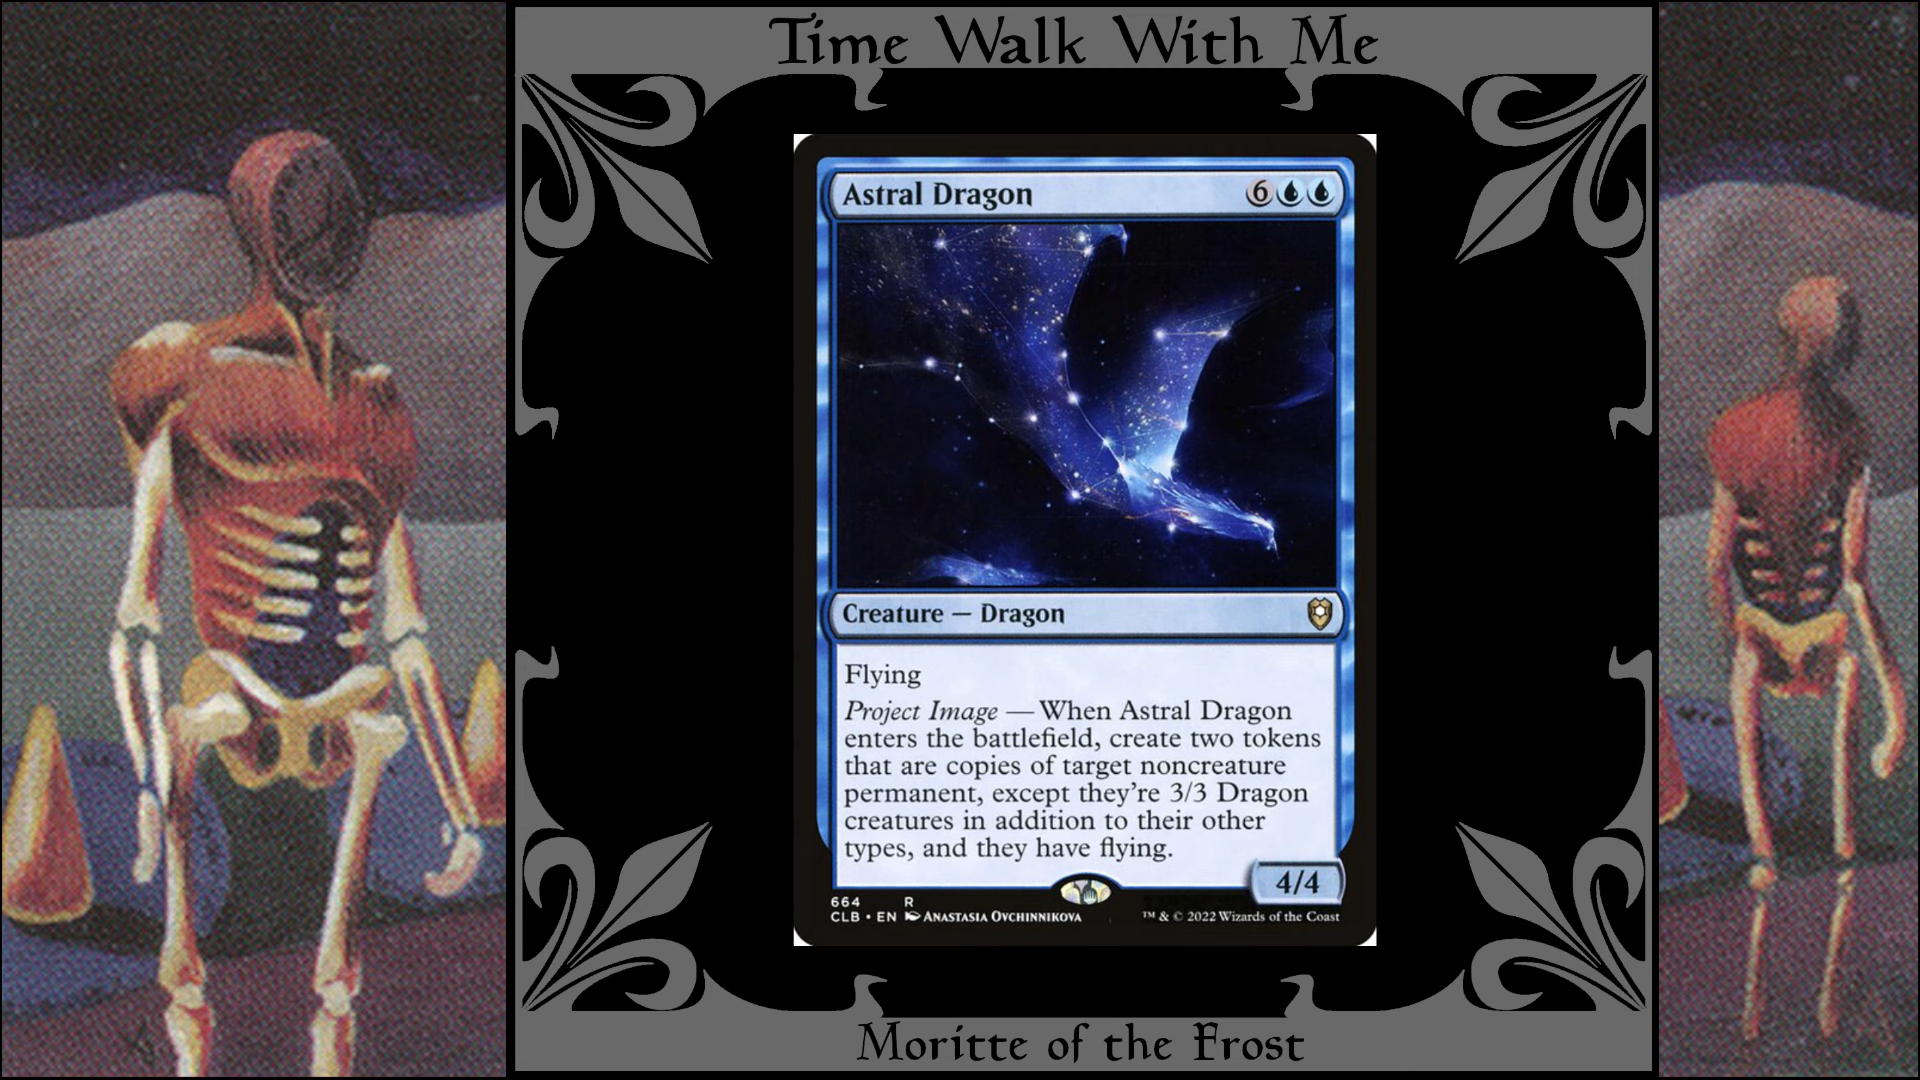 Time Walk With Me
Astral Dragon 6
Creature — Dragon
Flying
Project Image — When Astral Dragon
enters the battlefield, create two tokens
that are copies of target noncreature
permanent, except they're 3/3 Dragon
creatures in addition to their other
types, and they have flying.
4/4
664 R
CLB • EN ANASTASIA OVCHINNIKOVA
™ & © 2022 Wizards of the Coast
Moritte of the Frost